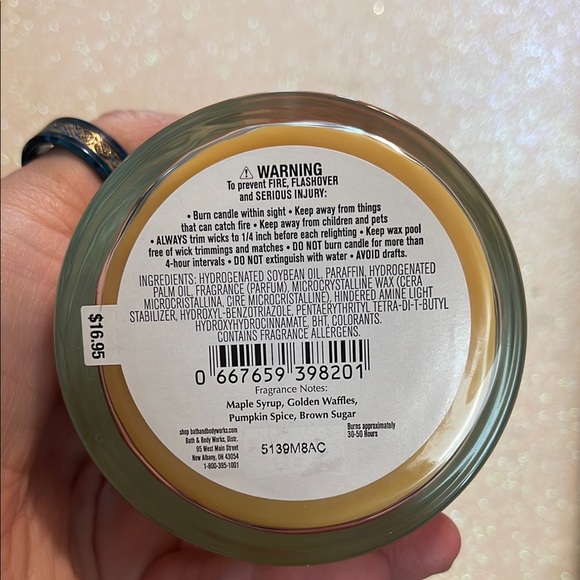 ⚠ WARNING
To prevent FIRE, FLASHOVER
and SERIOUS INJURY:
• Burn candle within sight • Keep away from things
that can catch fire • Keep away from children and pets
• ALWAYS trim wicks to 1/4 inch before each relighting • Keep wax pool
free of wick trimmings and matches • DO NOT burn candle for more than
4-hour intervals • DO NOT extinguish with water • AVOID drafts.
INGREDIENTS: HYDROGENATED SOYBEAN OIL, PARAFFIN, HYDROGENATED
PALM OIL, FRAGRANCE (PARFUM), MICROCRYSTALLINE WAX (CERA
MICROCRISTALLINA, CIRE MICROCRISTALLINE), HINDERED AMINE LIGHT
STABILIZER, HYDROXYL-BENZOTRIAZOLE, PENTAERYTHRITYL TETRA-DI-T-BUTYL
HYDROXYHYDROCINNAMATE, BHT, COLORANTS.
CONTAINS FRAGRANCE ALLERGENS.
$16.95
0 667659 398201
Fragrance Notes:
Maple Syrup, Golden Waffles,
Pumpkin Spice, Brown Sugar
shop bathandbodyworks.com
Bath & Body Works, Distr.
95 West Main Street
New Albany, OH 43054
1-800-395-1001
5139M8AC
Burns approximately
30-50 Hours